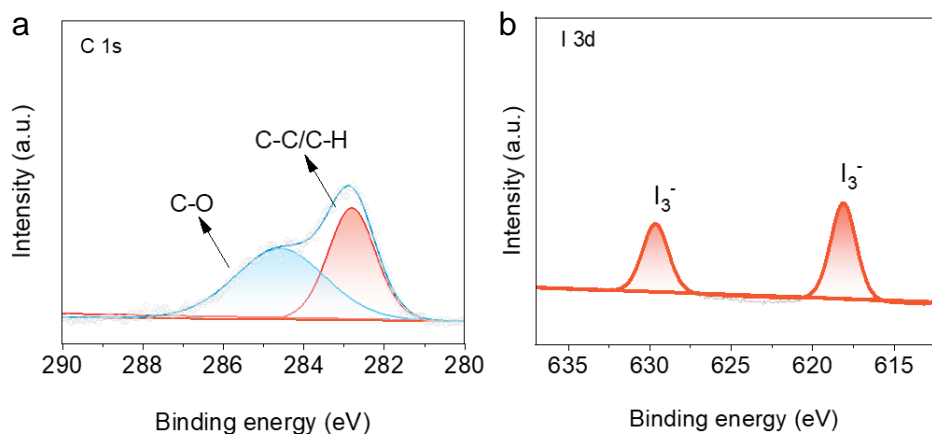 a
C 1s
C-C/C-H
C-O
Intensity (a.u.)
290 288 286 284 282 280
Binding energy (eV)
b
I 3d
I₃⁻
I₃⁻
Intensity (a.u.)
635 630 625 620 615
Binding energy (eV)